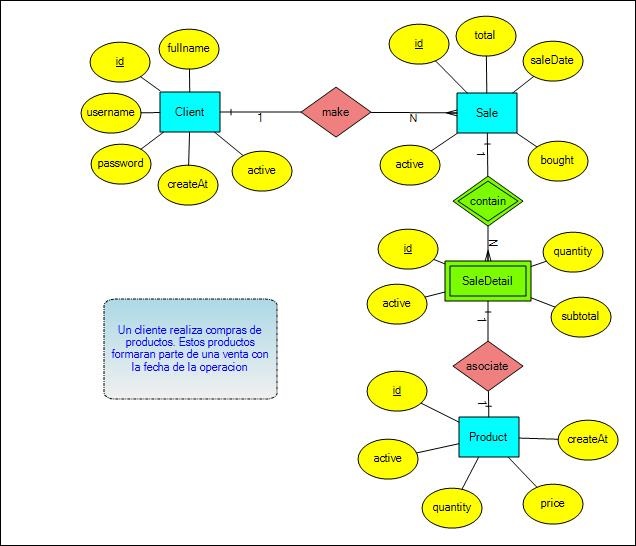 fullname
id
username
Client
password
createAt
active
1
make
N
id
total
saleDate
Sale
active
bought
1
contain
N
id
quantity
SaleDetail
active
subtotal
1
asociate
1
Un cliente realiza compras de
productos. Estos productos
formaran parte de una venta con
la fecha de la operacion
id
Product
createAt
active
quantity
price